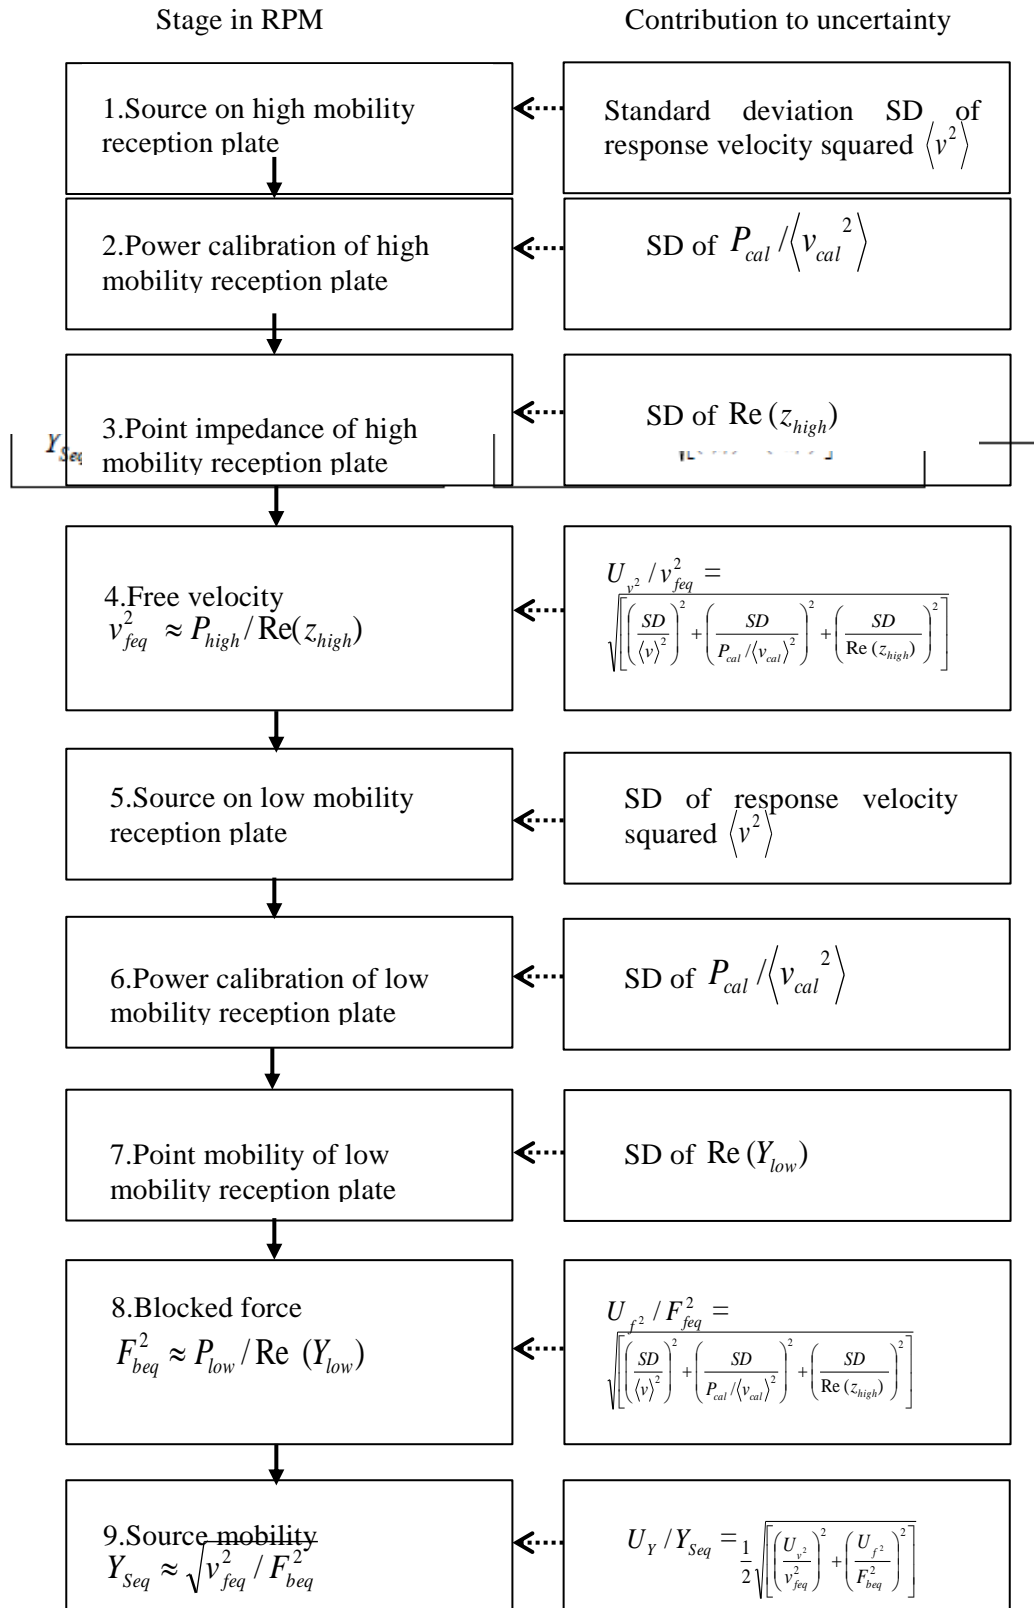 Stage in RPM
Contribution to uncertainty
1.Source on high mobility
reception plate
Standard deviation SD of
response velocity squared ⟨v²⟩
2.Power calibration of high
mobility reception plate
SD of P_cal /⟨v_cal²⟩
3.Point impedance of high
mobility reception plate
SD of Re (z_high)
Y_Seq
4.Free velocity
v²_feq ≈ P_high / Re(z_high)
U_v² / v²_feq =
√[(SD/⟨v⟩²)² + (SD/(P_cal /⟨v_cal⟩²))² + (SD/Re (z_high))²]
5.Source on low mobility
reception plate
SD of response velocity
squared ⟨v²⟩
6.Power calibration of low
mobility reception plate
SD of P_cal /⟨v_cal²⟩
7.Point mobility of low
mobility reception plate
SD of Re (Y_low)
8.Blocked force
F²_beq ≈ P_low / Re (Y_low)
U_f² / F²_feq =
√[(SD/⟨v⟩²)² + (SD/(P_cal /⟨v_cal⟩²))² + (SD/Re (z_high))²]
9.Source mobility
Y_Seq ≈ √(v²_feq / F²_beq)
U_Y / Y_Seq = 1/2 √[(U_v²/v²_feq)² + (U_f²/F²_beq)²]